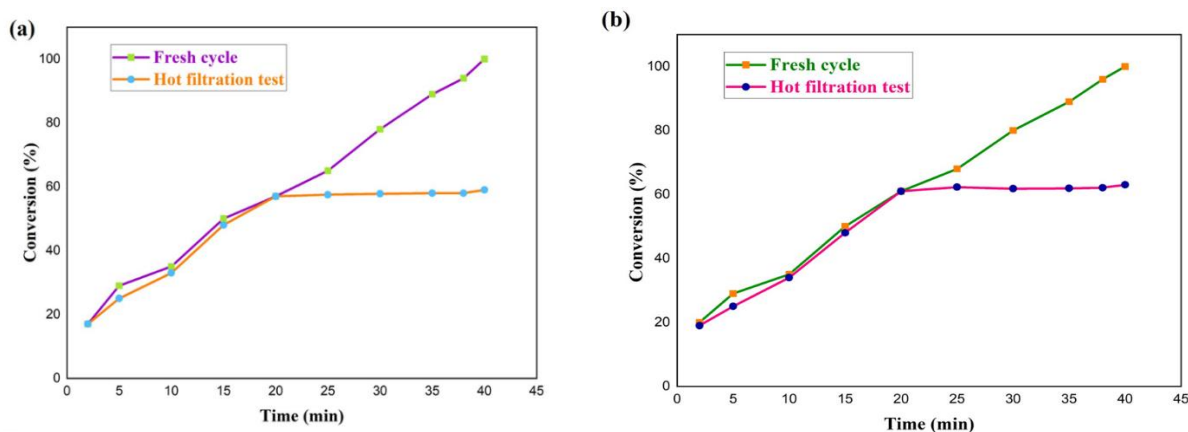 (a)
Fresh cycle
Hot filtration test
Conversion (%)
100
80
60
40
20
0
0 5 10 15 20 25 30 35 40 45
Time (min)
(b)
Fresh cycle
Hot filtration test
Conversion (%)
100
80
60
40
20
0
0 5 10 15 20 25 30 35 40 45
Time (min)